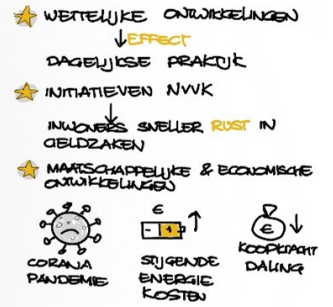 WETTELIJKE ONTWIKKELINGEN
EFFECT
DAGELIJKSE PRAKTIJK
INITIATIEVEN NVVK
INWONERS SNELLER RUST IN
GELDZAKEN
MAATSCHAPPELIJKE & ECONOMISCHE
ONTWIKKELINGEN
CORANA
PANDEMIE
€
STIJGENDE
ENERGIE
KOSTEN
€
KOOPKRACHT
DALING